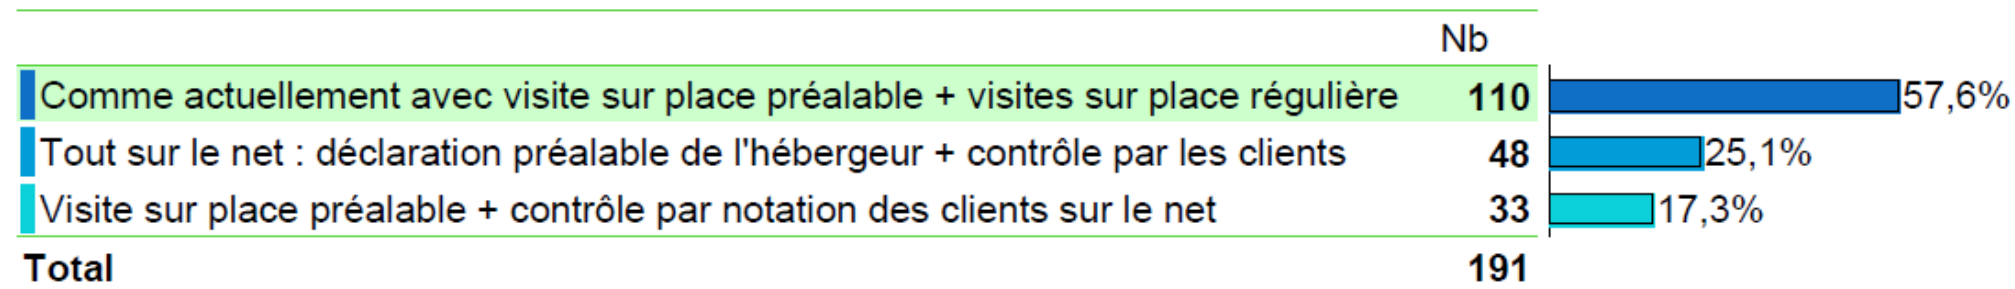 Nb
Comme actuellement avec visite sur place préalable + visites sur place régulière 110 57,6%
Tout sur le net : déclaration préalable de l'hébergeur + contrôle par les clients 48 25,1%
Visite sur place préalable + contrôle par notation des clients sur le net 33 17,3%
Total 191